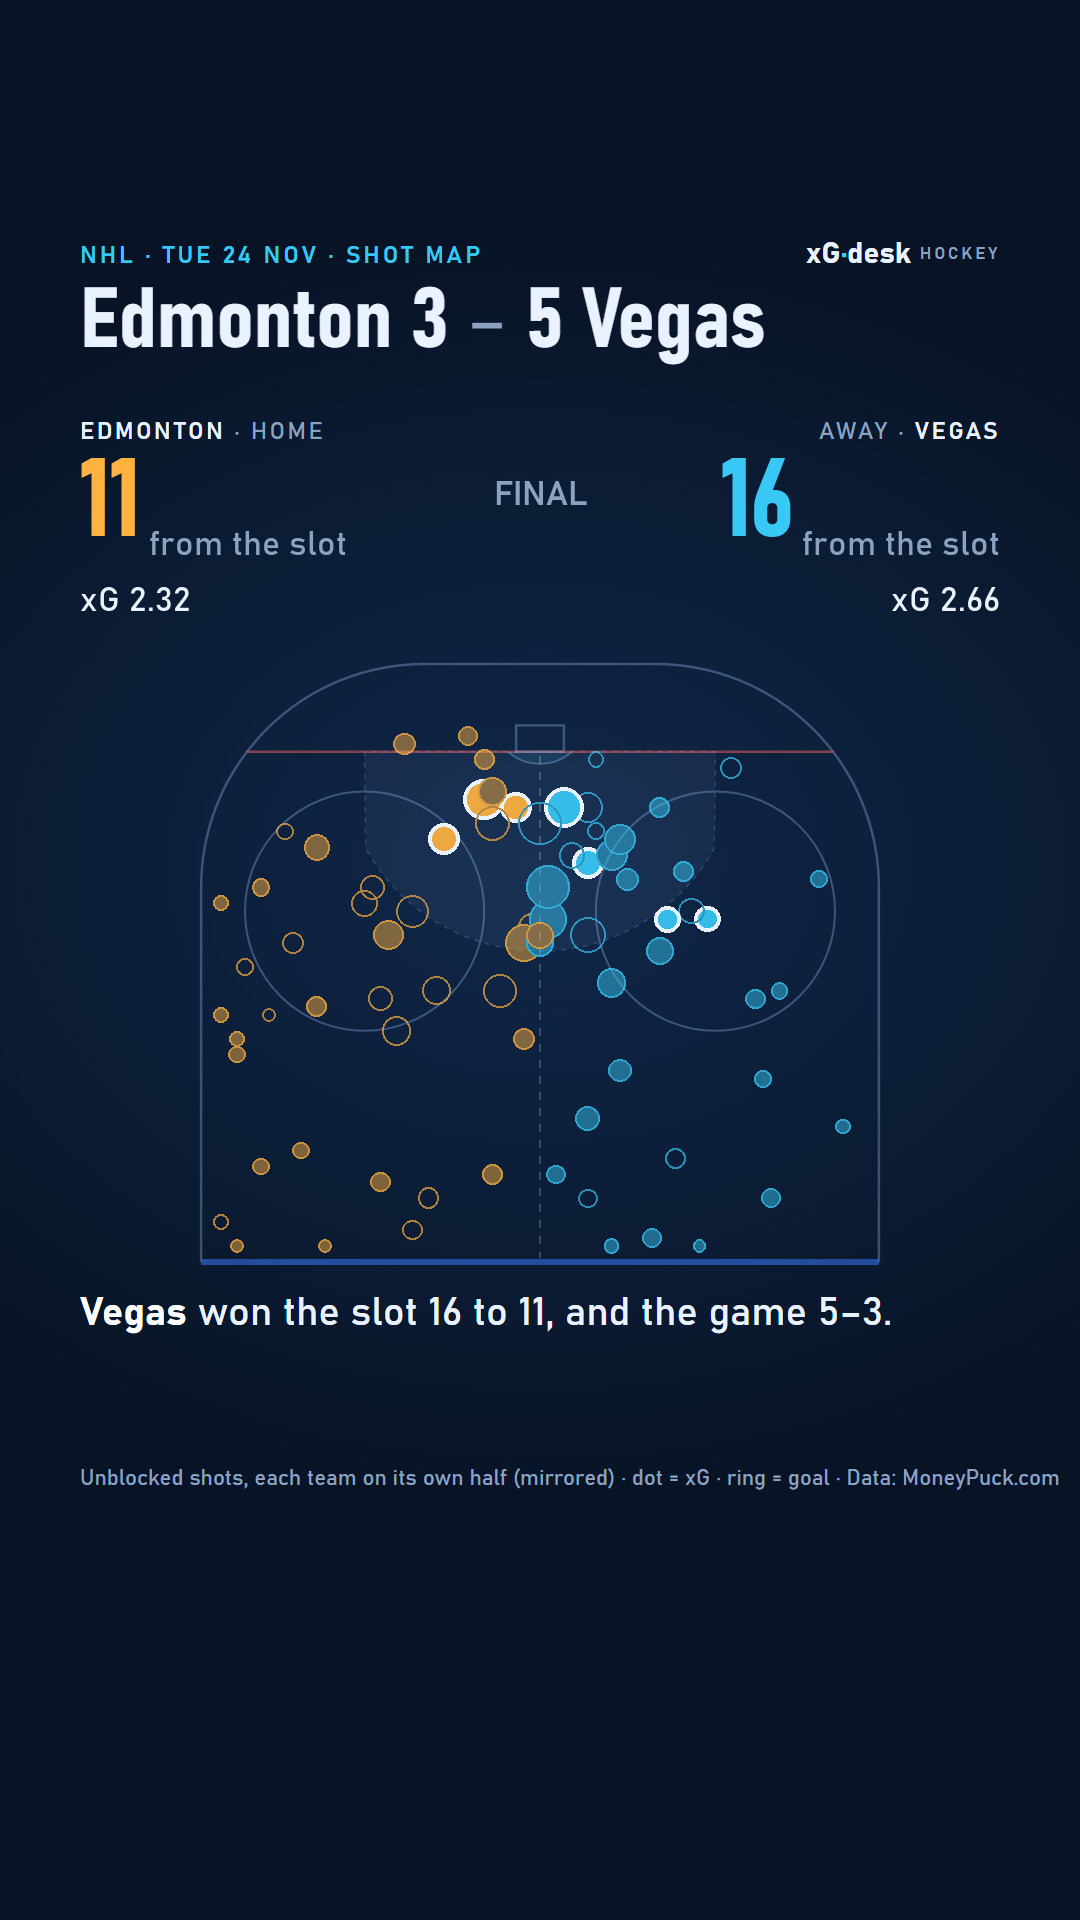 NHL · TUE 24 NOV · SHOT MAP
xG·desk HOCKEY
Edmonton 3 – 5 Vegas
EDMONTON · HOME
AWAY · VEGAS
11 from the slot
FINAL
16 from the slot
xG 2.32
xG 2.66
Vegas won the slot 16 to 11, and the game 5–3.
Unblocked shots, each team on its own half (mirrored) · dot = xG · ring = goal · Data: MoneyPuck.com